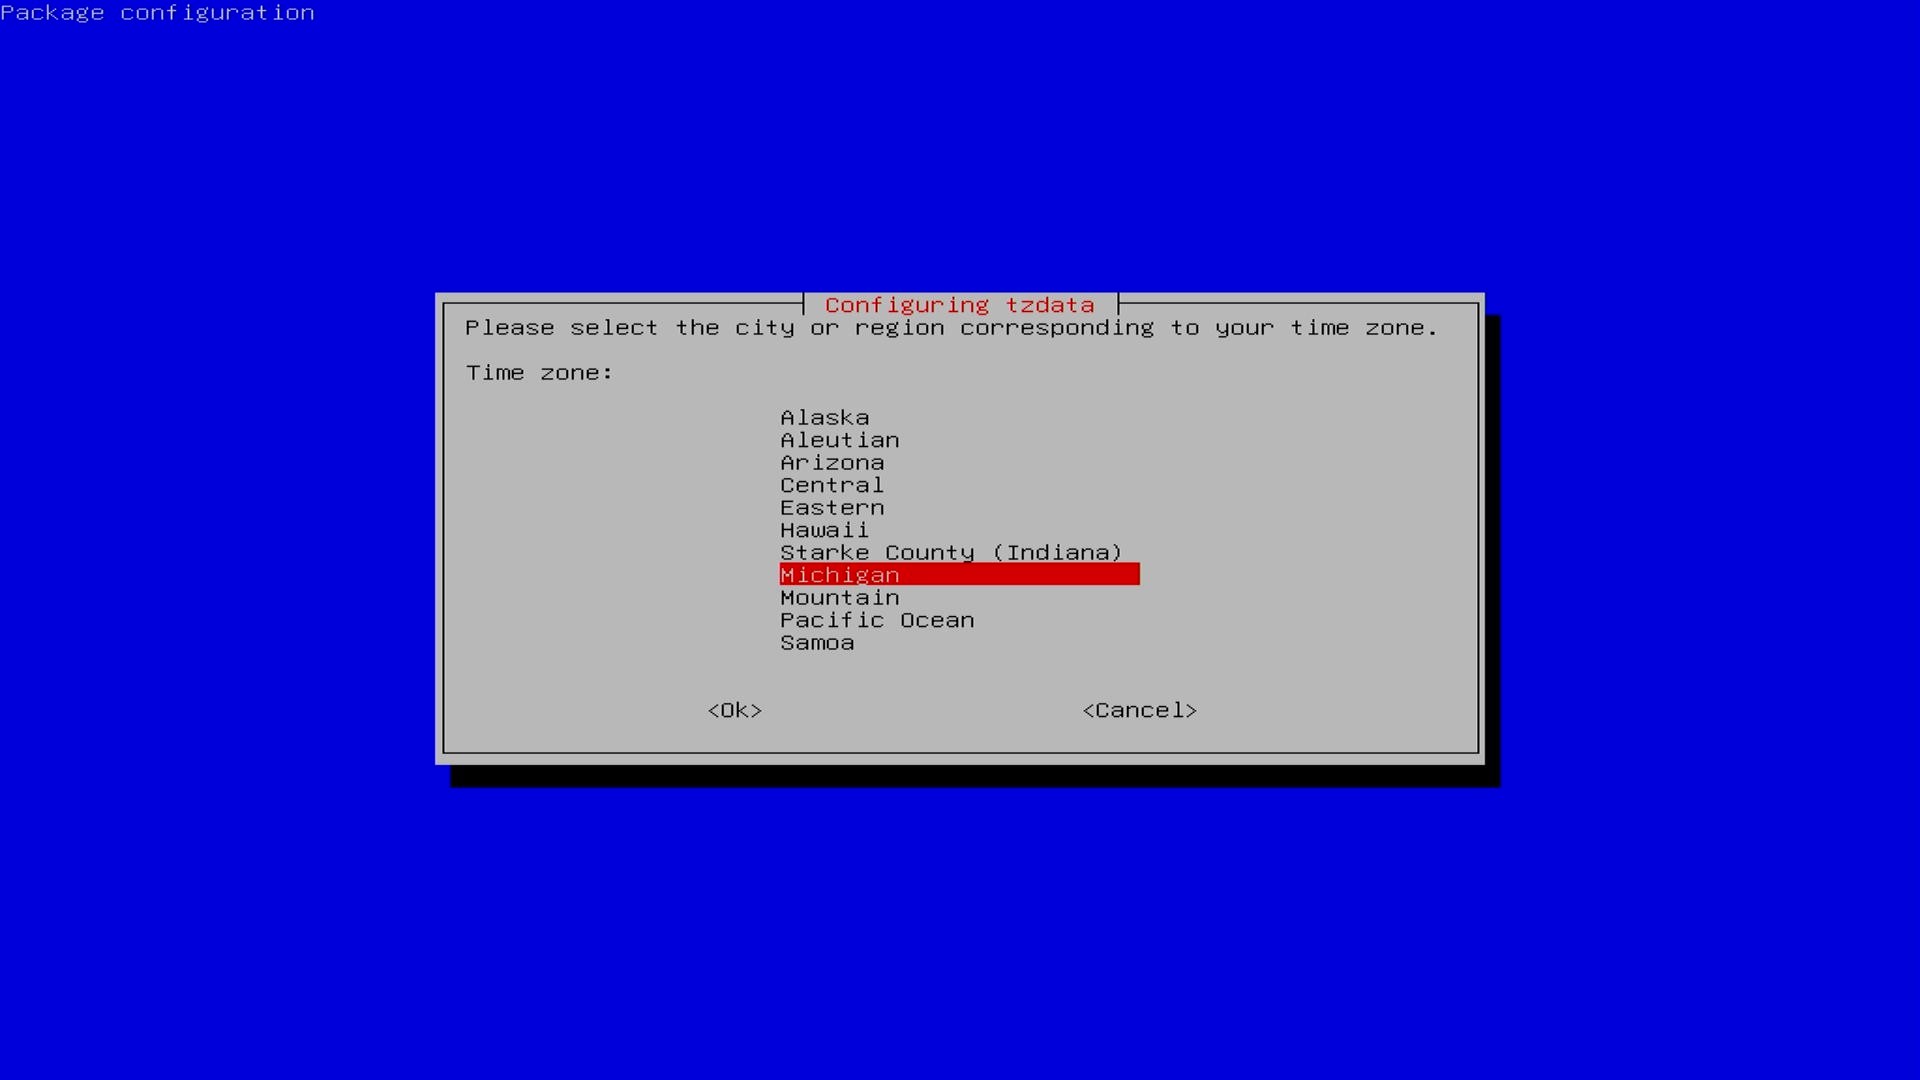 Package configuration
Configuring tzdata
Please select the city or region corresponding to your time zone.
Time zone:
Alaska
Aleutian
Arizona
Central
Eastern
Hawaii
Starke County (Indiana)
Michigan
Mountain
Pacific Ocean
Samoa
<Ok> <Cancel>